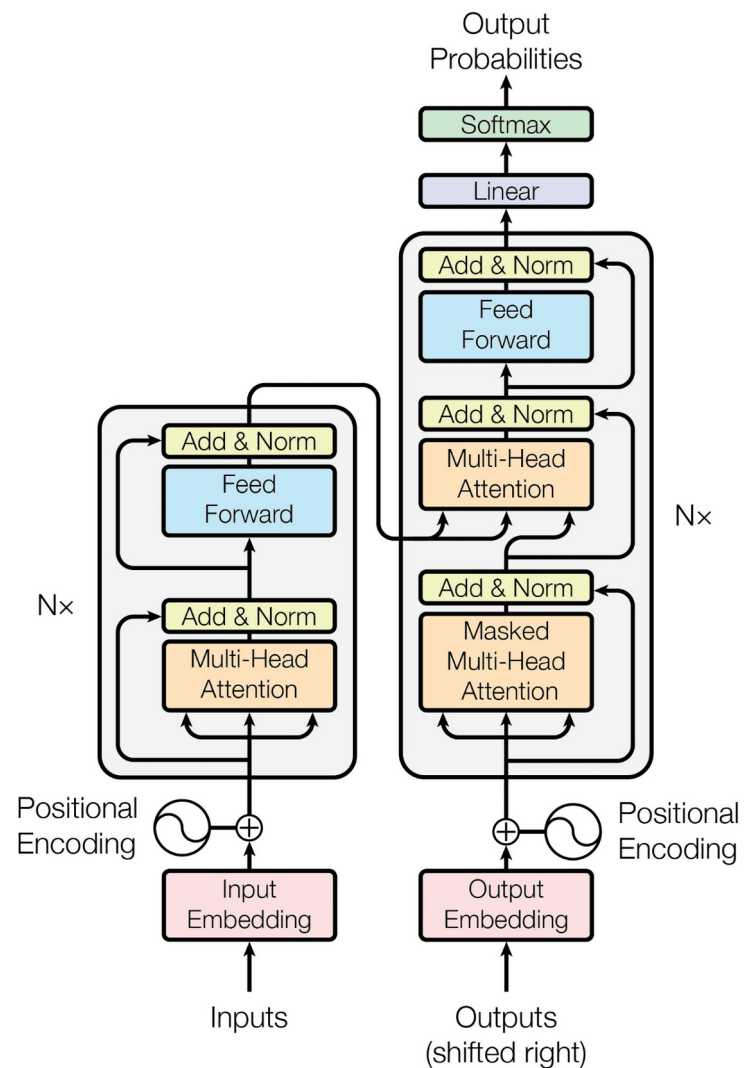 Output
Probabilities
Softmax
Linear
Add & Norm
Feed
Forward
Add & Norm
Multi-Head
Attention
Add & Norm
Masked
Multi-Head
Attention
N×
Add & Norm
Feed
Forward
Add & Norm
Multi-Head
Attention
N×
Positional
Encoding
Positional
Encoding
Input
Embedding
Output
Embedding
Inputs
Outputs
(shifted right)